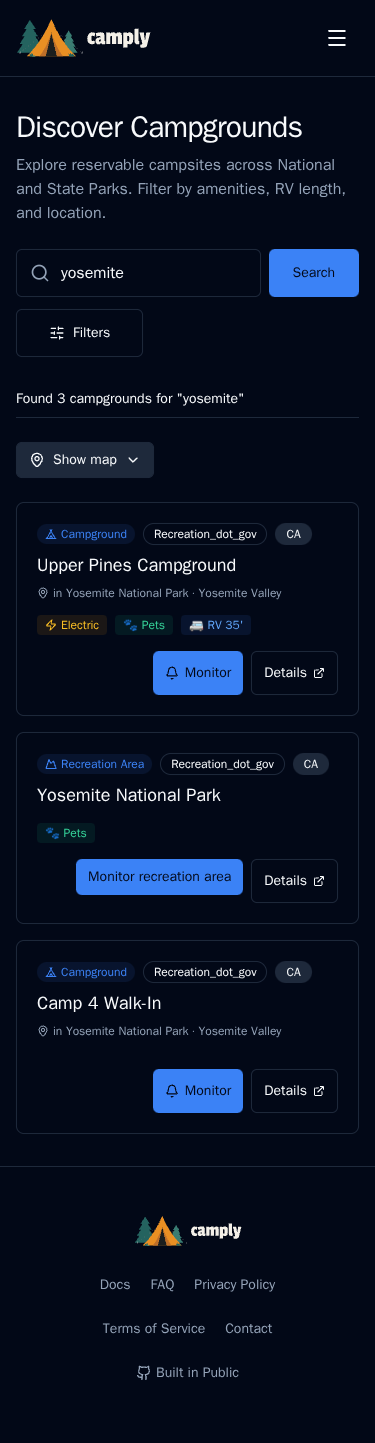 camply
Discover Campgrounds
Explore reservable campsites across National
and State Parks. Filter by amenities, RV length,
and location.
yosemite
Search
Filters
Found 3 campgrounds for "yosemite"
Show map
Campground Recreation_dot_gov CA
Upper Pines Campground
in Yosemite National Park · Yosemite Valley
Electric Pets RV 35'
Monitor Details
Recreation Area Recreation_dot_gov CA
Yosemite National Park
Pets
Monitor recreation area Details
Campground Recreation_dot_gov CA
Camp 4 Walk-In
in Yosemite National Park · Yosemite Valley
Monitor Details
camply
Docs FAQ Privacy Policy
Terms of Service Contact
Built in Public